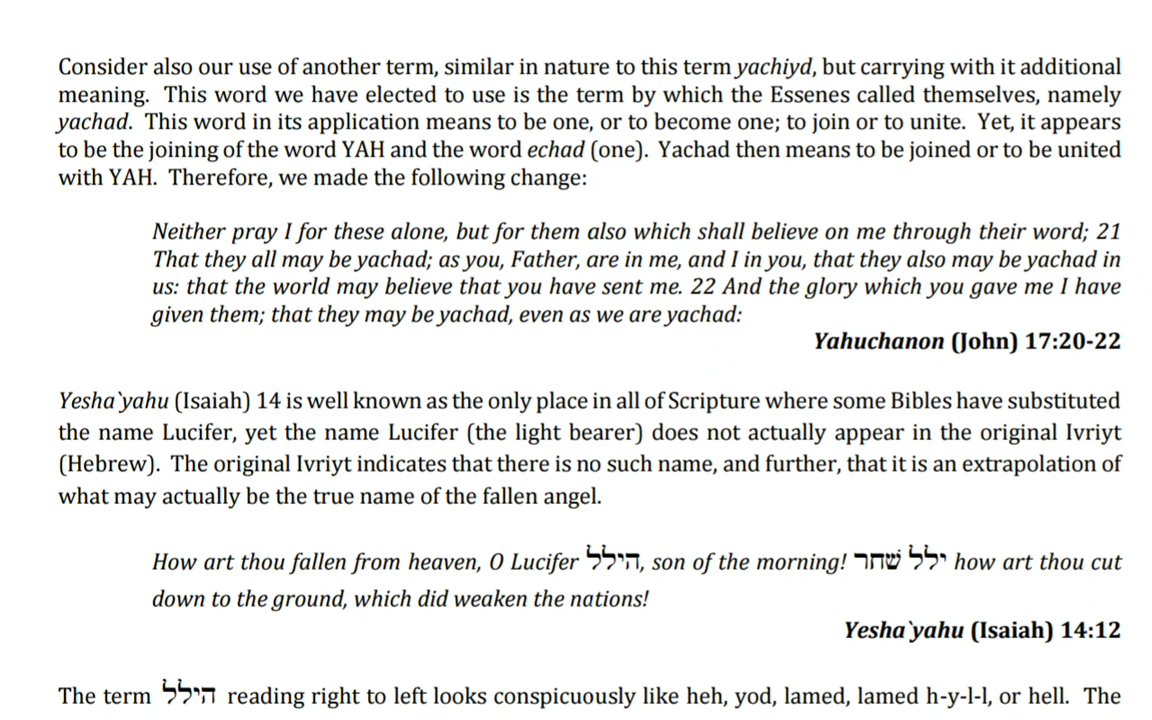 Consider also our use of another term, similar in nature to this term yachiyd, but carrying with it additional
meaning. This word we have elected to use is the term by which the Essenes called themselves, namely
yachad. This word in its application means to be one, or to become one; to join or to unite. Yet, it appears
to be the joining of the word YAH and the word echad (one). Yachad then means to be joined or to be united
with YAH. Therefore, we made the following change:
Neither pray I for these alone, but for them also which shall believe on me through their word; 21
That they all may be yachad; as you, Father, are in me, and I in you, that they also may be yachad in
us: that the world may believe that you have sent me. 22 And the glory which you gave me I have
given them; that they may be yachad, even as we are yachad:
Yahuchanon (John) 17:20-22
Yesha`yahu (Isaiah) 14 is well known as the only place in all of Scripture where some Bibles have substituted
the name Lucifer, yet the name Lucifer (the light bearer) does not actually appear in the original Ivriyt
(Hebrew). The original Ivriyt indicates that there is no such name, and further, that it is an extrapolation of
what may actually be the true name of the fallen angel.
How art thou fallen from heaven, O Lucifer הילל, son of the morning! ילל שׁחר how art thou cut
down to the ground, which did weaken the nations!
Yesha`yahu (Isaiah) 14:12
The term הילל reading right to left looks conspicuously like heh, yod, lamed, lamed h-y-l-l, or hell. The